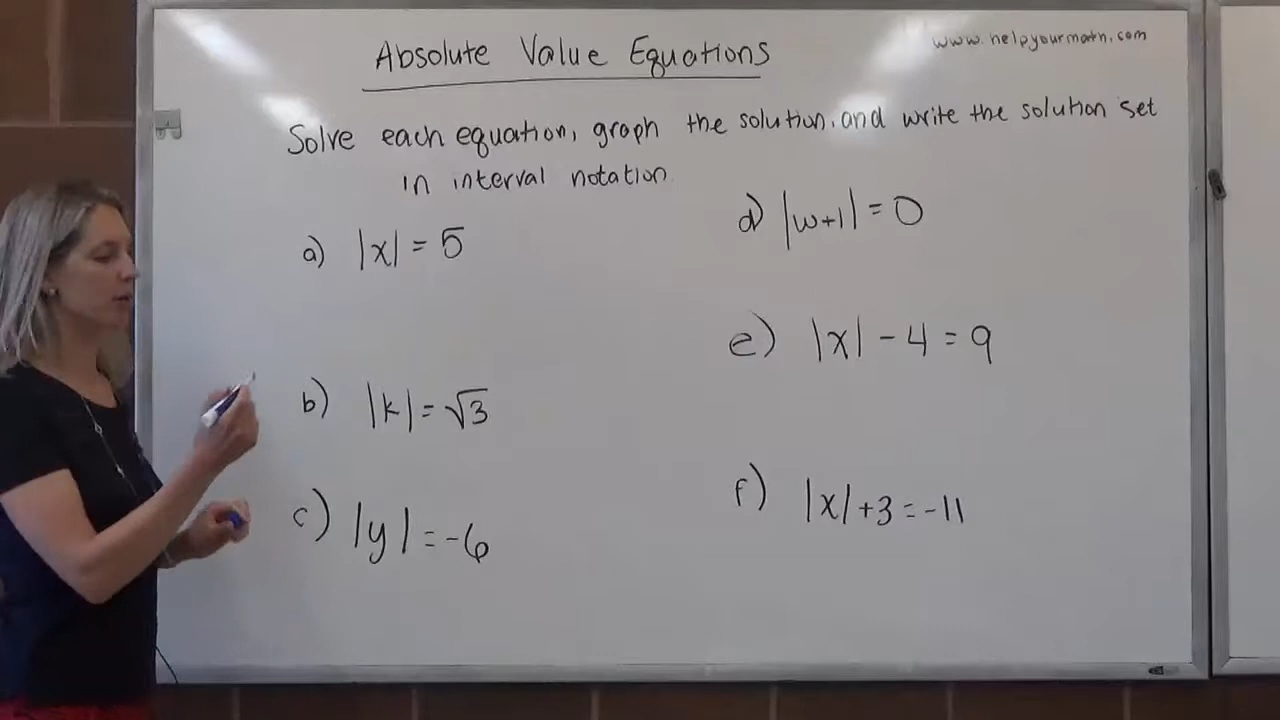 Absolute Value Equations
www.helpyourmath.com
Solve each equation, graph the solution, and write the solution set
in interval notation
a) |x| = 5
b) |k| = √3
c) |y| = -6
d) |w+1| = 0
e) |x| - 4 = 9
f) |x| + 3 = -11